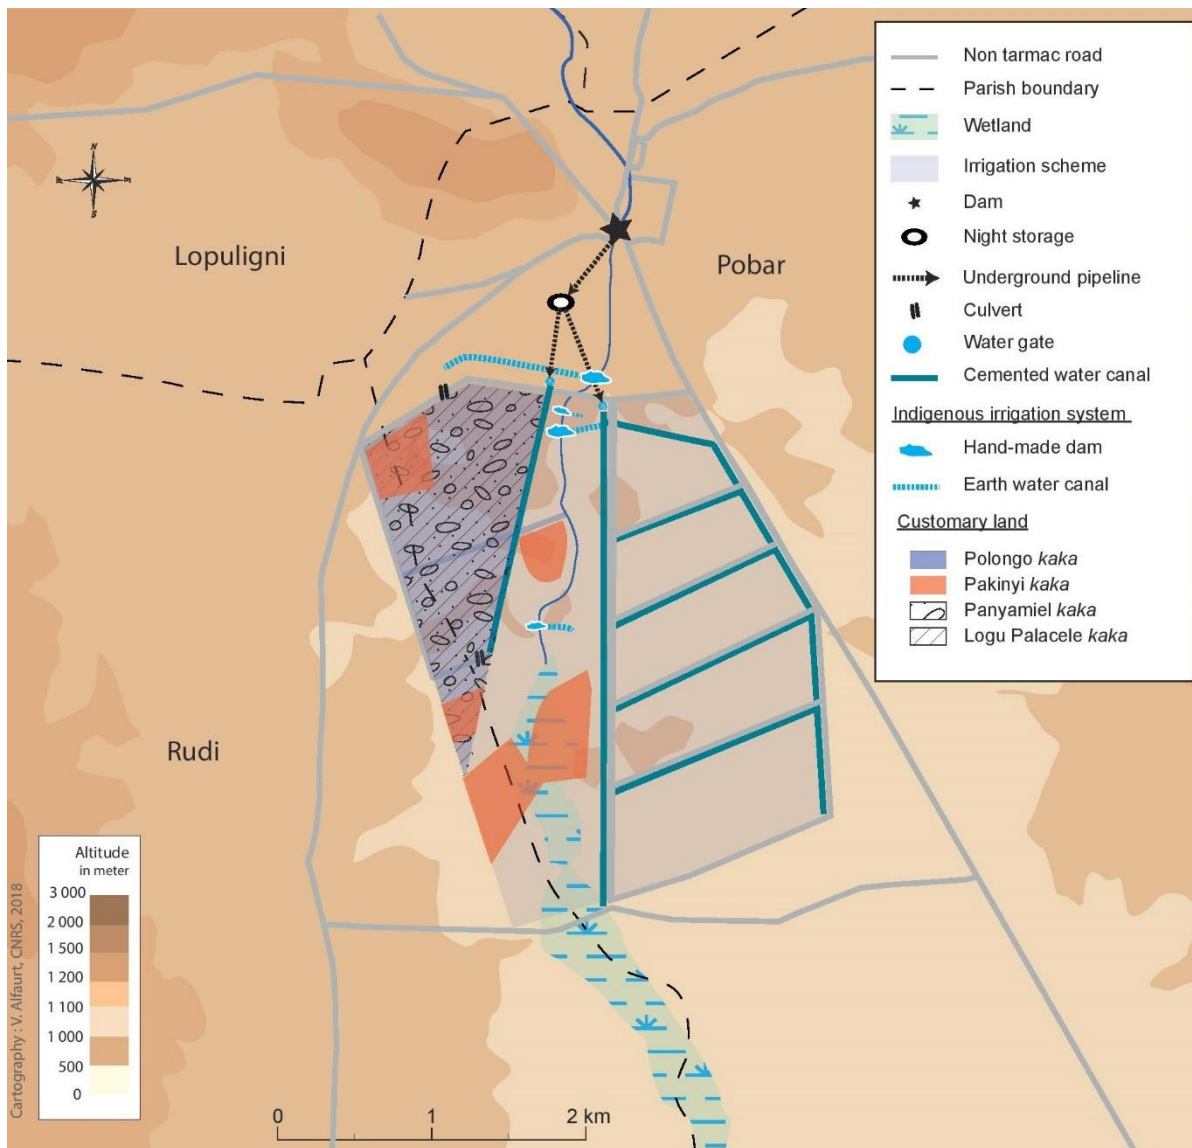 Non tarmac road
Parish boundary
Wetland
Irrigation scheme
Dam
Night storage
Underground pipeline
Culvert
Water gate
Cemented water canal
Indigenous irrigation system
Hand-made dam
Earth water canal
Customary land
Polongo kaka
Pakinyi kaka
Panyamiel kaka
Logu Palacele kaka
N
S
Lopuligni
Pobar
Rudi
Altitude
in meter
3 000
2 000
1 500
1 200
1 100
1 000
500
0
Cartography : V. Alfaurt, CNRS, 2018
0 1 2 km